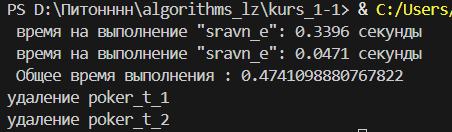 PS D:\Питонннн\algorithms_lz\kurs_1-1> & C:/Users/
время на выполнение "sravn_e": 0.3396 секунды
время на выполнение "sravn_e": 0.0471 секунды
Общее время выполнения : 0.4741098880767822
удаление poker_t_1
удаление poker_t_2